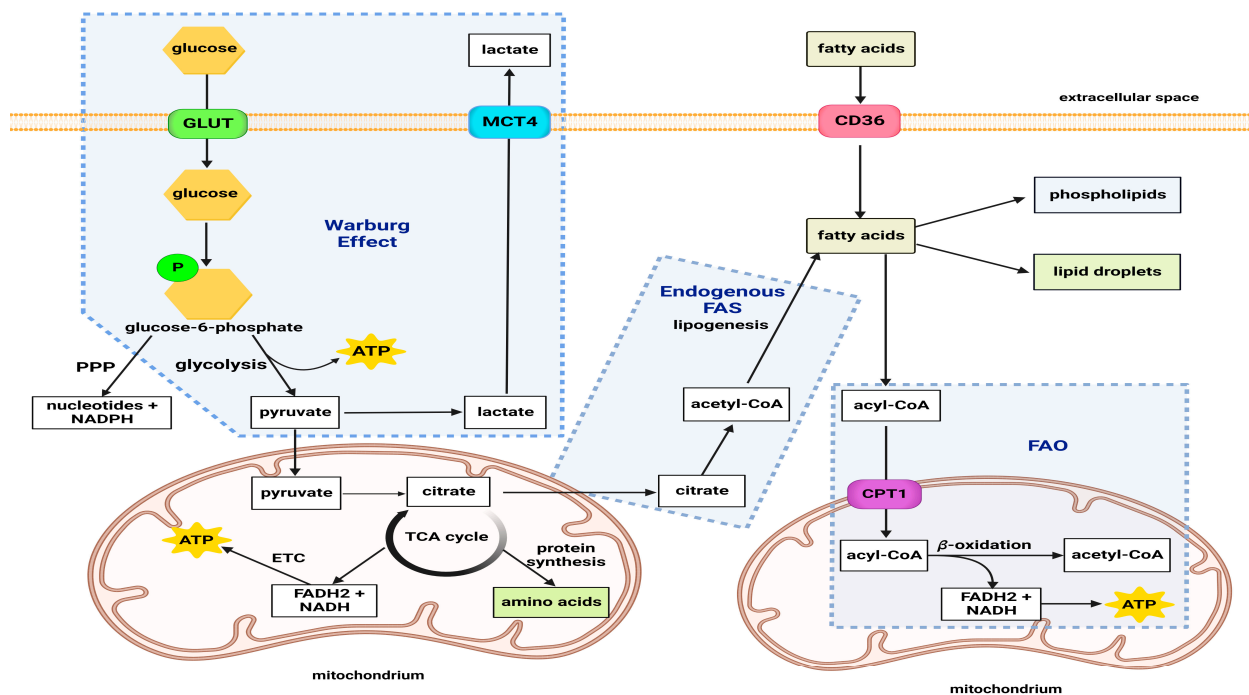 glucose
lactate
fatty acids
extracellular space
GLUT
MCT4
CD36
glucose
phospholipids
Warburg
Effect
fatty acids
P
lipid droplets
Endogenous
FAS
lipogenesis
glucose-6-phosphate
ATP
PPP
glycolysis
nucleotides +
NADPH
pyruvate
lactate
acetyl-CoA
acyl-CoA
FAO
pyruvate
citrate
citrate
CPT1
ATP
TCA cycle
ETC
protein
synthesis
acyl-CoA
β-oxidation
acetyl-CoA
FADH2 +
NADH
amino acids
FADH2 +
NADH
ATP
mitochondrium
mitochondrium